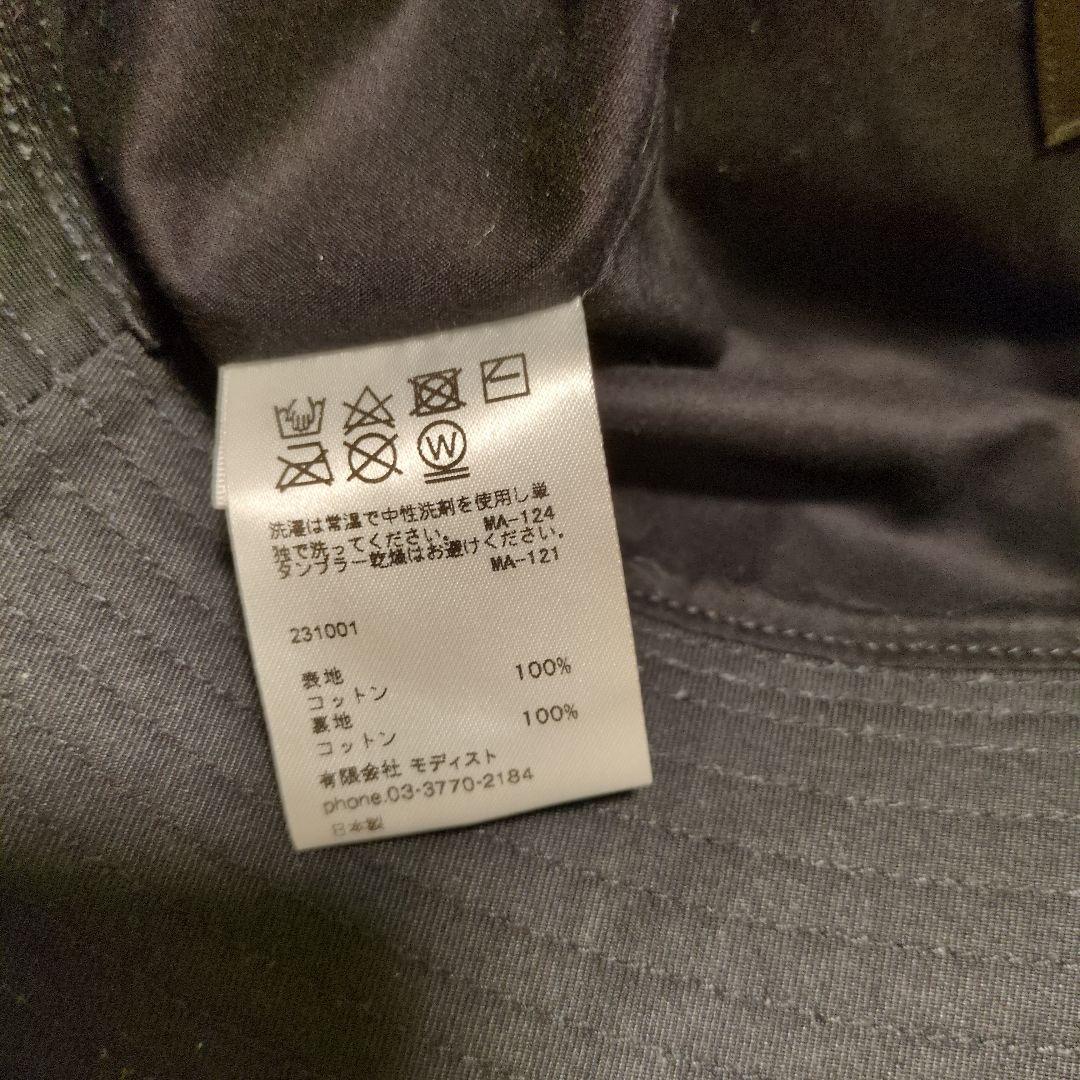 W
洗濯は常温で中性洗剤を使用し単
独で洗ってください。 MA-124
タンブラー乾燥はお避けください。
MA-121
231001
表地
コットン 100%
裏地
コットン 100%
有限会社 モディスト
phone.03-3770-2184
日本製